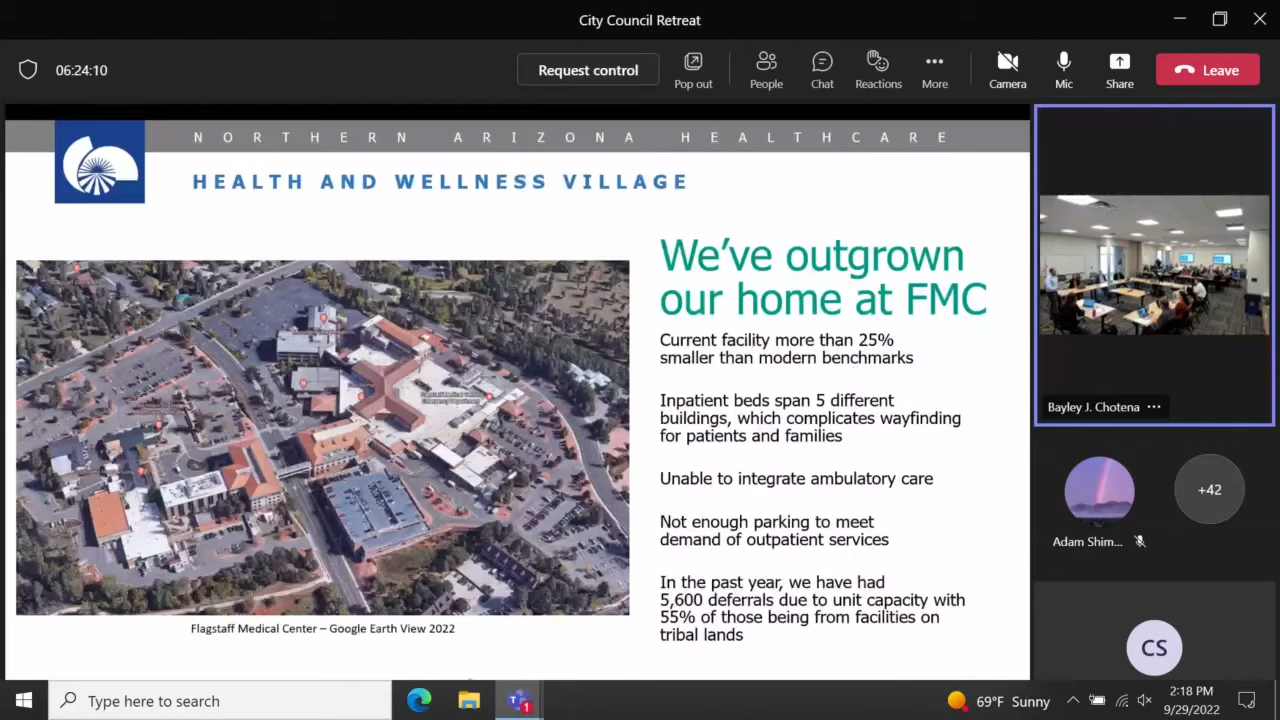 City Council Retreat
06:24:10
Request control
Pop out
People
Chat
Reactions
More
Camera
Mic
Share
Leave
NORTHERN ARIZONA HEALTHCARE
HEALTH AND WELLNESS VILLAGE
We've outgrown
our home at FMC
Current facility more than 25%
smaller than modern benchmarks
Inpatient beds span 5 different
buildings, which complicates wayfinding
for patients and families
Unable to integrate ambulatory care
Not enough parking to meet
demand of outpatient services
In the past year, we have had
5,600 deferrals due to unit capacity with
55% of those being from facilities on
tribal lands
Flagstaff Medical Center – Google Earth View 2022
Bayley J. Chotena
+42
Adam Shim...
CS
Type here to search
1
69°F Sunny
2:18 PM
9/29/2022